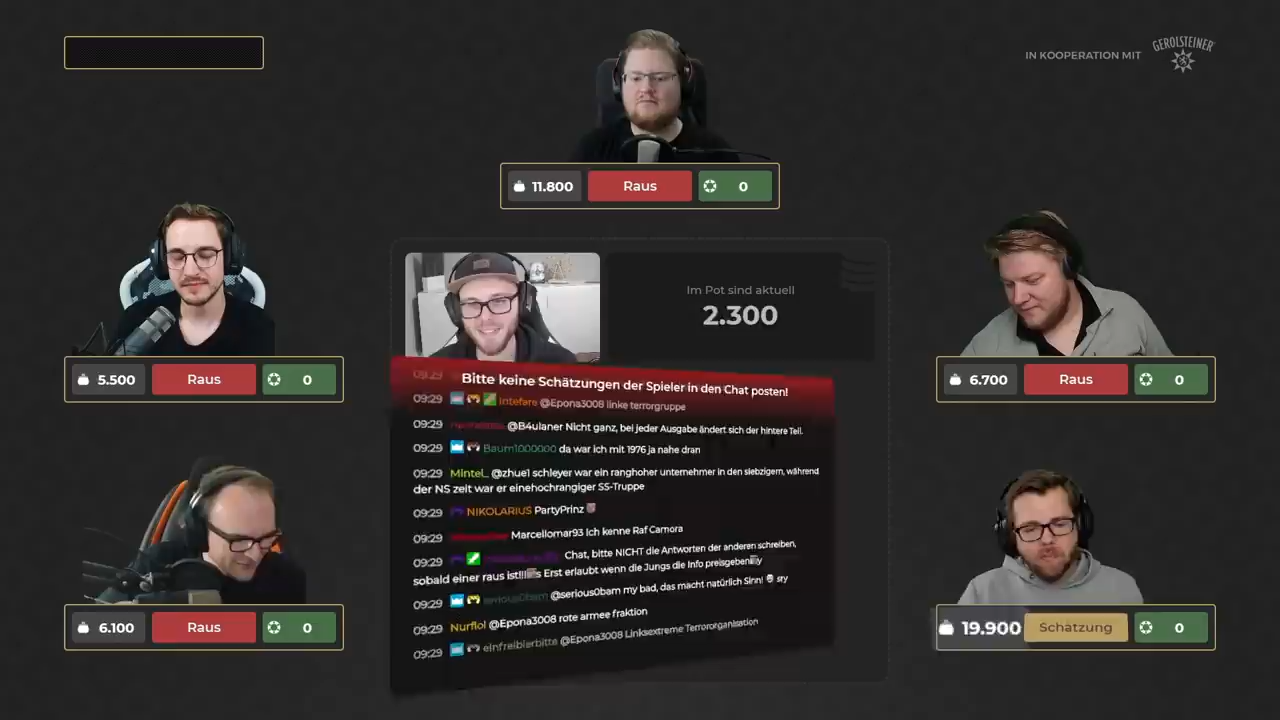 IN KOOPERATION MIT
GEROLSTEINER
11.800 Raus 0
Im Pot sind aktuell
2.300
5.500 Raus 0
6.700 Raus 0
09:29
Bitte keine Schätzungen der Spieler in den Chat posten!
09:29 Intefare @Epona3008 linke terrorgruppe
09:29 @B4ulaner Nicht ganz, bei jeder Ausgabe ändert sich der hintere Teil.
09:29 Baum1000000 da war ich mit 1976 ja nahe dran
09:29 Mintel_ @zhue1 schleyer war ein ranghoher unternehmer in den siebzigern, während
der NS zeit war er einehochrangiger SS-Truppe
09:29 NIKOLARIUS PartyPrinz
09:29 Marcellomar93 Ich kenne Raf Camora
09:29 Chat, bitte NICHT die Antworten der anderen schreiben,
sobald einer raus ist!!! Erst erlaubt wenn die Jungs die Info preisgeben
09:29 serious0bam @serious0bam my bad, das macht natürlich Sinn! sry
09:29 Nurflol @Epona3008 rote armee fraktion
09:29 einfreibierbitte @Epona3008 Linksextreme Terrororganisation
6.100 Raus 0
19.900 Schätzung 0